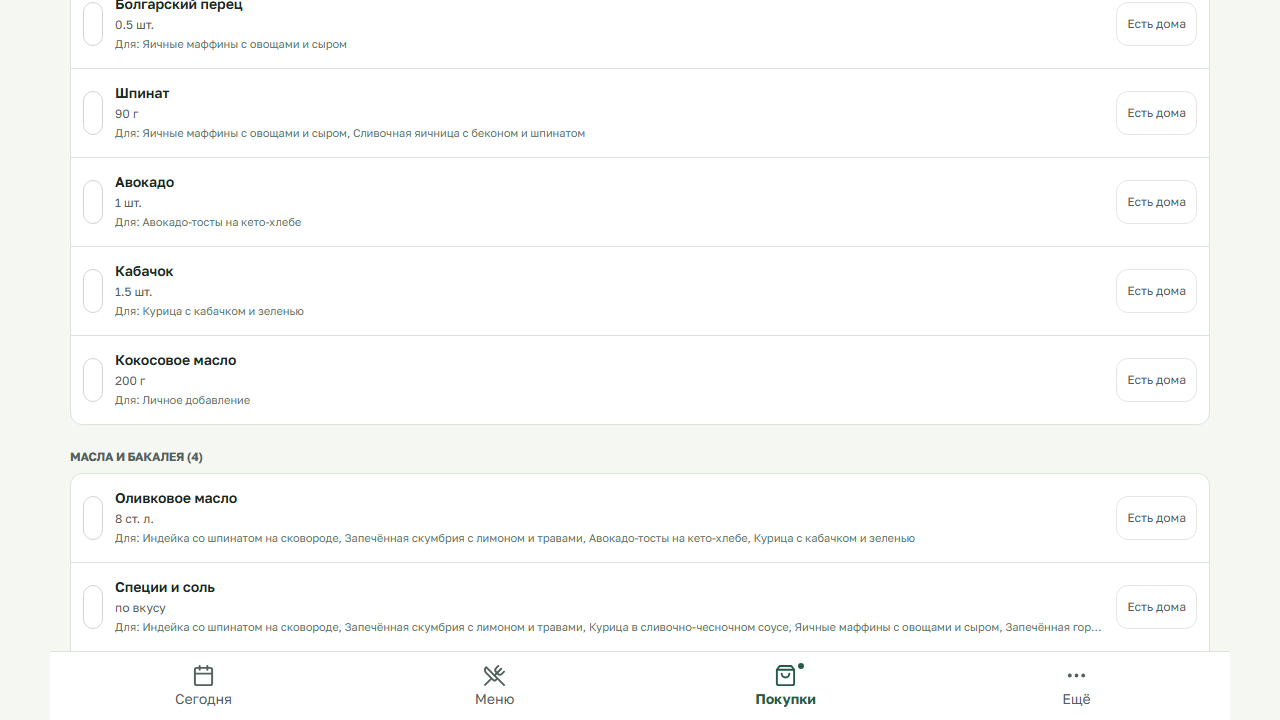 Болгарский перец
0.5 шт.
Для: Яичные маффины с овощами и сыром
Есть дома
Шпинат
90 г
Для: Яичные маффины с овощами и сыром, Сливочная яичница с беконом и шпинатом
Есть дома
Авокадо
1 шт.
Для: Авокадо-тосты на кето-хлебе
Есть дома
Кабачок
1.5 шт.
Для: Курица с кабачком и зеленью
Есть дома
Кокосовое масло
200 г
Для: Личное добавление
Есть дома
МАСЛА И БАКАЛЕЯ (4)
Оливковое масло
8 ст. л.
Для: Индейка со шпинатом на сковороде, Запечённая скумбрия с лимоном и травами, Авокадо-тосты на кето-хлебе, Курица с кабачком и зеленью
Есть дома
Специи и соль
по вкусу
Для: Индейка со шпинатом на сковороде, Запечённая скумбрия с лимоном и травами, Курица в сливочно-чесночном соусе, Яичные маффины с овощами и сыром, Запечённая гор...
Есть дома
Сегодня
Меню
Покупки
Ещё